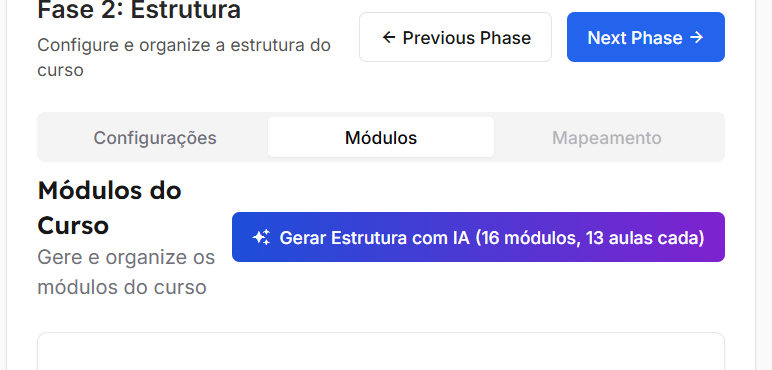 Fase 2: Estrutura
Configure e organize a estrutura do
curso
← Previous Phase
Next Phase →
Configurações
Módulos
Mapeamento
Módulos do
Curso
Gere e organize os
módulos do curso
Gerar Estrutura com IA (16 módulos, 13 aulas cada)